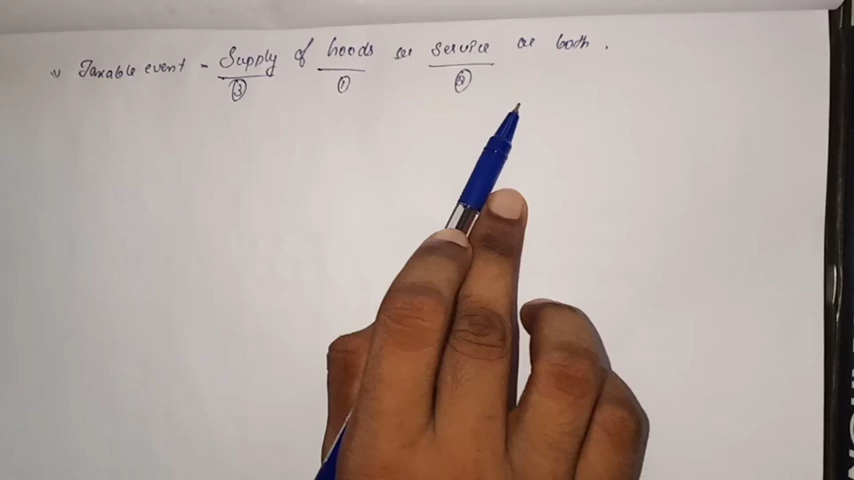 Taxable event - Supply of Goods or Service or both.
③ ① ②